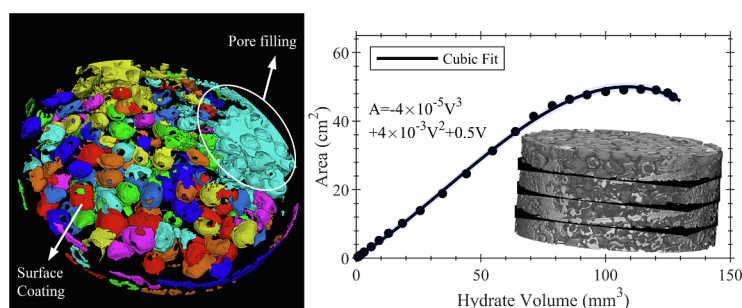 Pore filling
Surface
Coating
Cubic Fit
A=-4×10⁻⁵V³
+4×10⁻³V²+0.5V
Area (cm²)
60
40
20
0
0
50
100
150
Hydrate Volume (mm³)